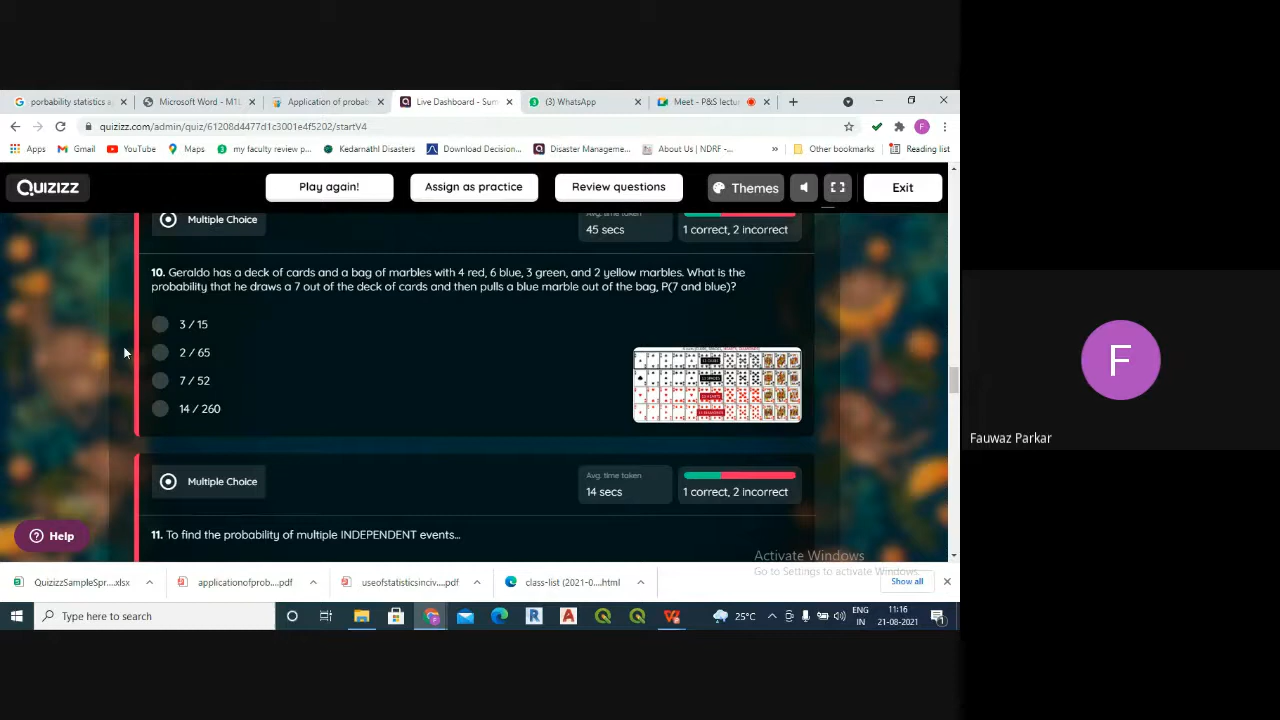 porbability statistics a
Microsoft Word - M1L
Application of probab
Live Dashboard - Sum
(3) WhatsApp
Meet - P&S lectu
quizizz.com/admin/quiz/61208d4477d1c3001e4f5202/startV4
Apps
Gmail
YouTube
Maps
my faculty review p...
Kedarnathl Disasters
Download Decision...
Disaster Manageme...
About Us | NDRF -...
Other bookmarks
Reading list
QUIZIZZ
Play again!
Assign as practice
Review questions
Themes
Exit
Multiple Choice
Avg. time taken
45 secs
1 correct, 2 incorrect
10. Geraldo has a deck of cards and a bag of marbles with 4 red, 6 blue, 3 green, and 2 yellow marbles. What is the
probability that he draws a 7 out of the deck of cards and then pulls a blue marble out of the bag, P(7 and blue)?
3 / 15
2 / 65
7 / 52
14 / 260
Multiple Choice
Avg. time taken
14 secs
1 correct, 2 incorrect
11. To find the probability of multiple INDEPENDENT events...
Help
Activate Windows
Go to Settings to activate Windows.
QuizizzSampleSpr....xlsx
applicationofprob....pdf
useofstatisticsinciv....pdf
class-list (2021-0....html
Show all
Type here to search
25°C
ENG
IN
11:16
21-08-2021
F
Fauwaz Parkar